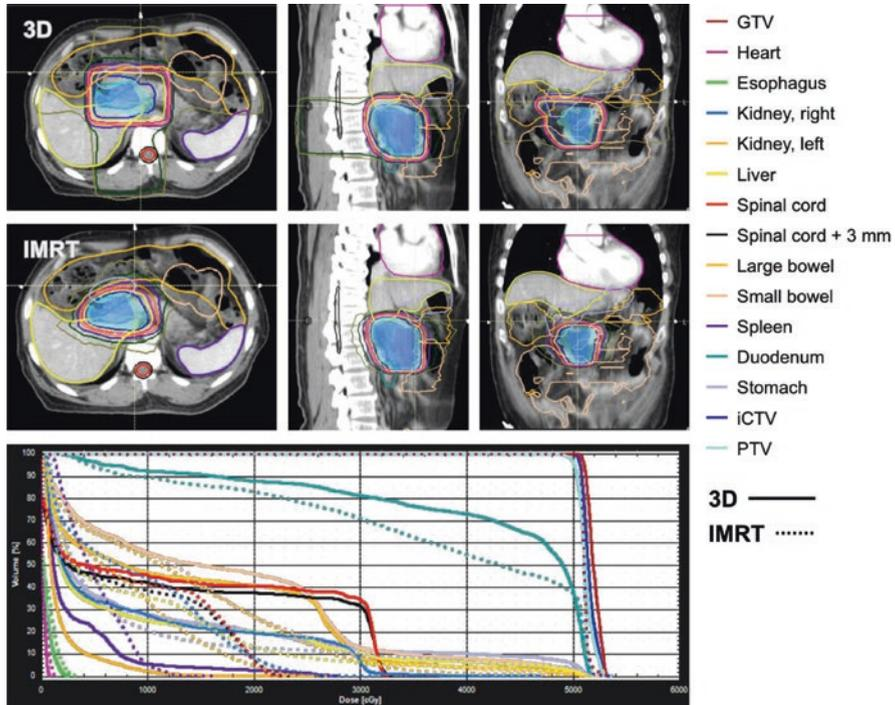 3D
IMRT
GTV
Heart
Esophagus
Kidney, right
Kidney, left
Liver
Spinal cord
Spinal cord + 3 mm
Large bowel
Small bowel
Spleen
Duodenum
Stomach
iCTV
PTV
3D
IMRT
Volume [%]
100
90
80
70
60
50
40
30
20
10
0
0 1000 2000 3000 4000 5000 6000
Dose [cGy]